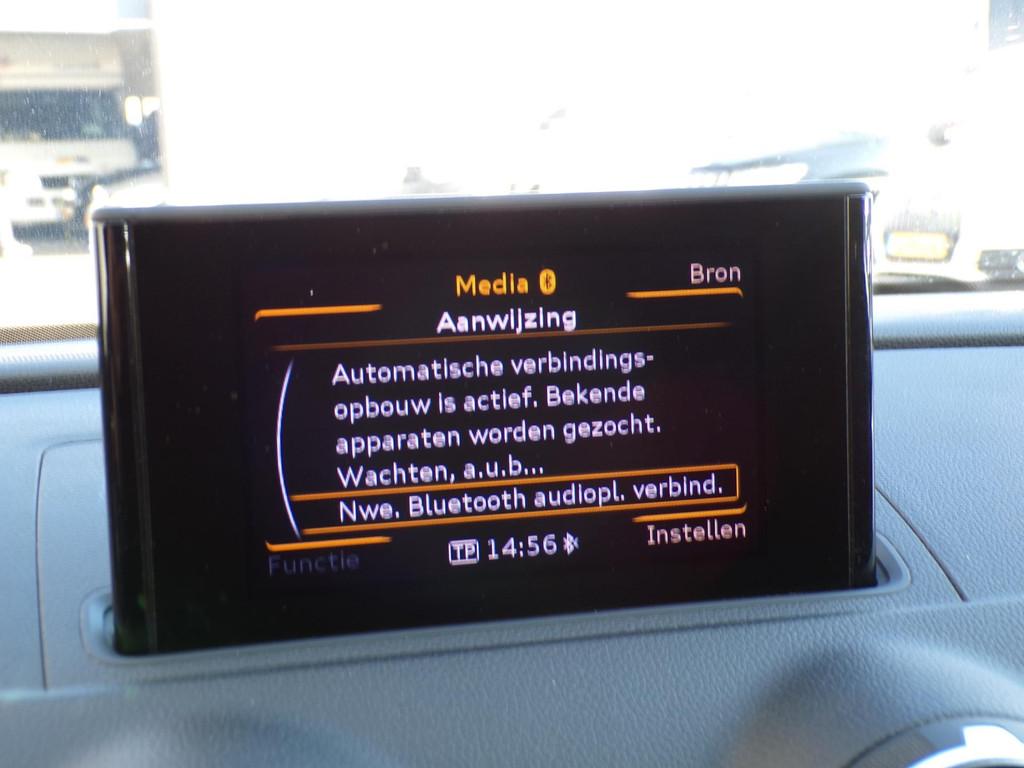 Media
Bron
Aanwijzing
Automatische verbindings-
opbouw is actief. Bekende
apparaten worden gezocht.
Wachten, a.u.b...
Nwe. Bluetooth audiopl. verbind.
Functie
TP 14:56
Instellen